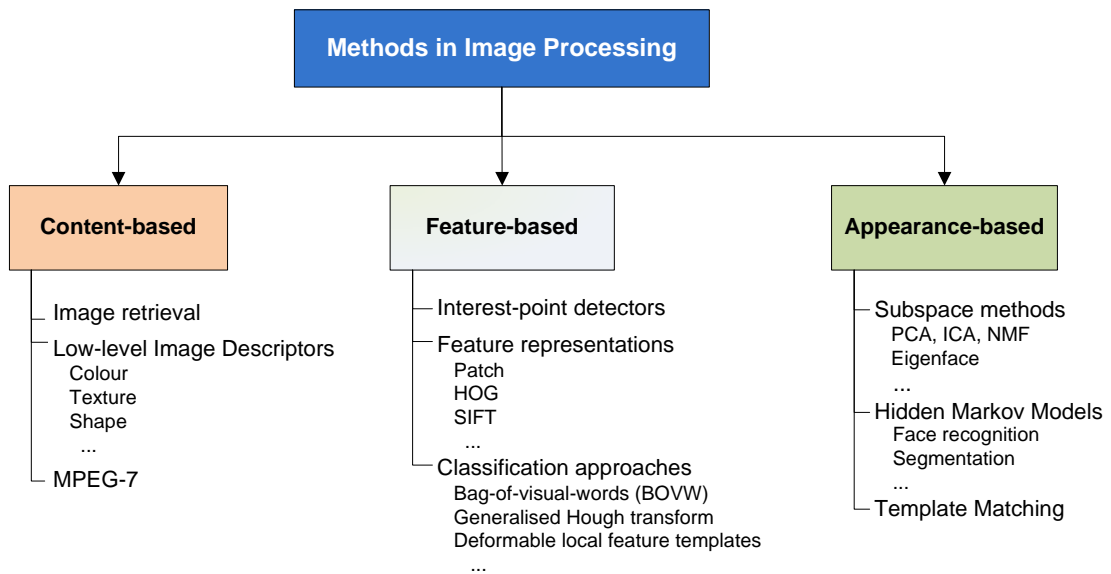 Methods in Image Processing
Content-based
Image retrieval
Low-level Image Descriptors
Colour
Texture
Shape
...
MPEG-7
Feature-based
Interest-point detectors
Feature representations
Patch
HOG
SIFT
...
Classification approaches
Bag-of-visual-words (BOVW)
Generalised Hough transform
Deformable local feature templates
...
Appearance-based
Subspace methods
PCA, ICA, NMF
Eigenface
...
Hidden Markov Models
Face recognition
Segmentation
...
Template Matching